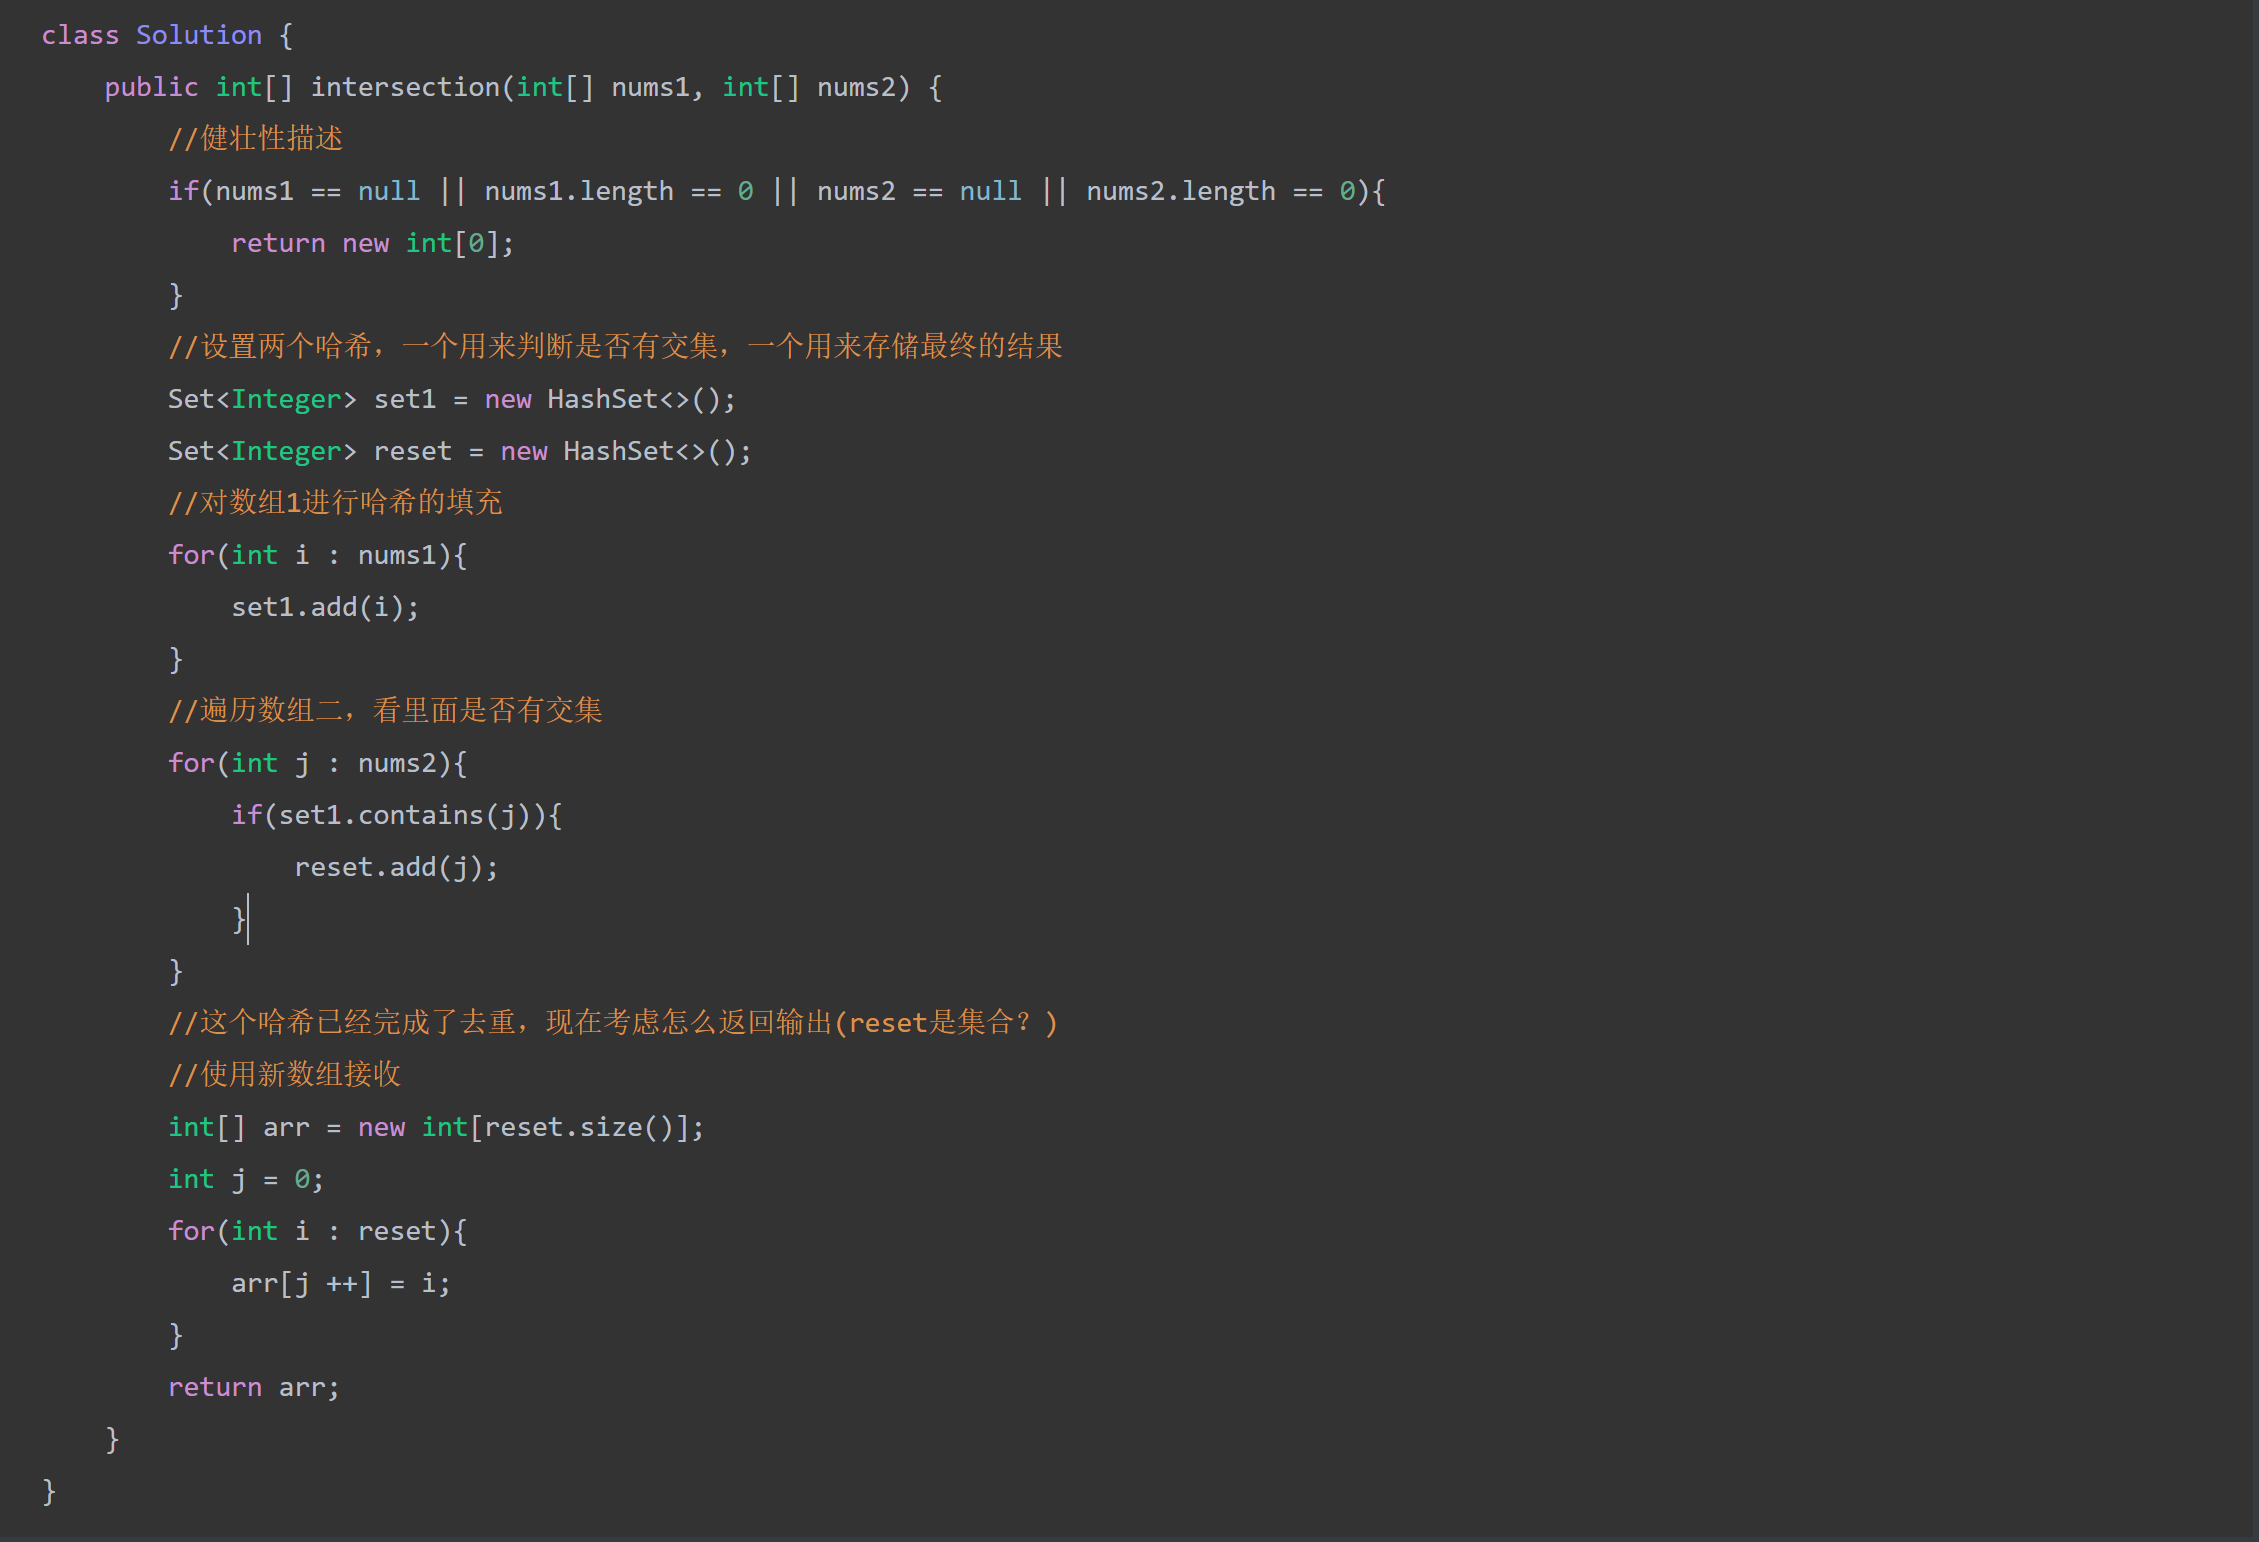 class Solution {
    public int[] intersection(int[] nums1, int[] nums2) {
        //健壮性描述
        if(nums1 == null || nums1.length == 0 || nums2 == null || nums2.length == 0){
            return new int[0];
        }
        //设置两个哈希，一个用来判断是否有交集，一个用来存储最终的结果
        Set<Integer> set1 = new HashSet<>();
        Set<Integer> reset = new HashSet<>();
        //对数组1进行哈希的填充
        for(int i : nums1){
            set1.add(i);
        }
        //遍历数组二，看里面是否有交集
        for(int j : nums2){
            if(set1.contains(j)){
                reset.add(j);
            }
        }
        //这个哈希已经完成了去重，现在考虑怎么返回输出(reset是集合？)
        //使用新数组接收
        int[] arr = new int[reset.size()];
        int j = 0;
        for(int i : reset){
            arr[j ++] = i;
        }
        return arr;
    }
}